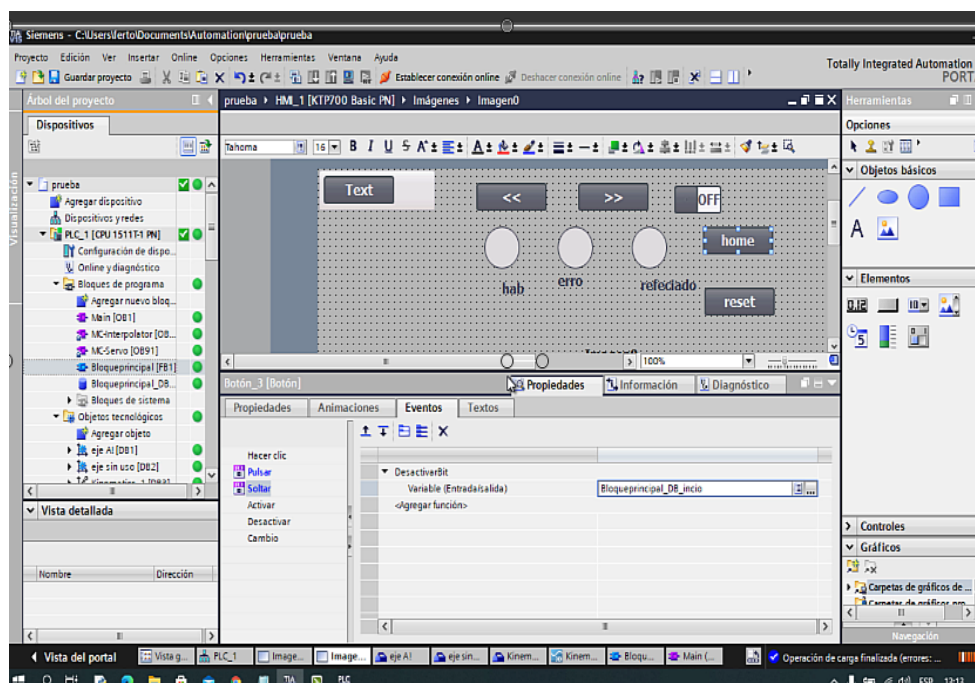 Siemens - C:\Users\ferto\Documents\Automation\prueba\prueba
Proyecto Edición Ver Insertar Online Opciones Herramientas Ventana Ayuda
Totally Integrated Automation
PORT
Guardar proyecto
Establecer conexión online
Deshacer conexión online
Árbol del proyecto
prueba HMI_1 [KTP700 Basic PN] Imágenes Imagen0
Herramientas
Dispositivos
Opciones
Tahoma 16 B I U S
Visualización
prueba
Agregar dispositivo
Dispositivos y redes
PLC_1 [CPU 1511T-1 PN]
Configuración de dispo...
Online y diagnóstico
Bloques de programa
Agregar nuevo bloq...
Main [OB1]
MC-Interpolator [OB...
MC-Servo [OB91]
Bloqueprincipal [FB1]
Bloqueprincipal_DB...
Bloques de sistema
Objetos tecnológicos
Agregar objeto
eje A! [DB1]
eje sin uso [DB2]
Text
<<
>>
OFF
home
hab
erro
refeciado
reset
100%
Objetos básicos
A
Elementos
Botón_3 [Botón]
Propiedades
Información
Diagnóstico
Propiedades Animaciones Eventos Textos
Hacer clic
Pulsar
Soltar
Activar
Desactivar
Cambio
DesactivarBit
Variable (Entrada/salida)
Bloqueprincipal_DB_incio
<Agregar función>
Vista detallada
Nombre Dirección
Controles
Gráficos
Carpetas de gráficos de ...
Navegación
Vista del portal
Vista g...
PLC_1
Image...
Image...
eje A!
eje sin...
Kinem...
Kinem...
Bloqu...
Main (...
Operación de carga finalizada (errores: ...
ESP 12:13